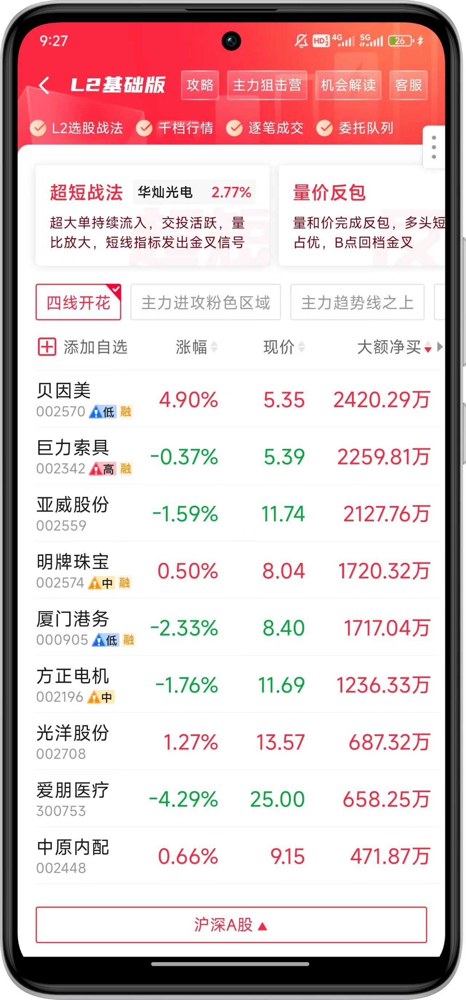 9:27
HD 1 2 4G 5G 26
L2基础版 攻略 主力狙击营 机会解读 客服
L2选股战法 千档行情 逐笔成交 委托队列
超短战法 华灿光电 2.77%
超大单持续流入，交投活跃，量
比放大，短线指标发出金叉信号
量价反包
量和价完成反包，多头短
占优，B点回档金叉
四线开花 主力进攻粉色区域 主力趋势线之上
添加自选 涨幅 现价 大额净买
贝因美 4.90% 5.35 2420.29万
002570 低 融
巨力索具 -0.37% 5.39 2259.81万
002342 高 融
亚威股份 -1.59% 11.74 2127.76万
002559
明牌珠宝 0.50% 8.04 1720.32万
002574 中 融
厦门港务 -2.33% 8.40 1717.04万
000905 低 融
方正电机 -1.76% 11.69 1236.33万
002196 中
光洋股份 1.27% 13.57 687.32万
002708
爱朋医疗 -4.29% 25.00 658.25万
300753
中原内配 0.66% 9.15 471.87万
002448
沪深A股